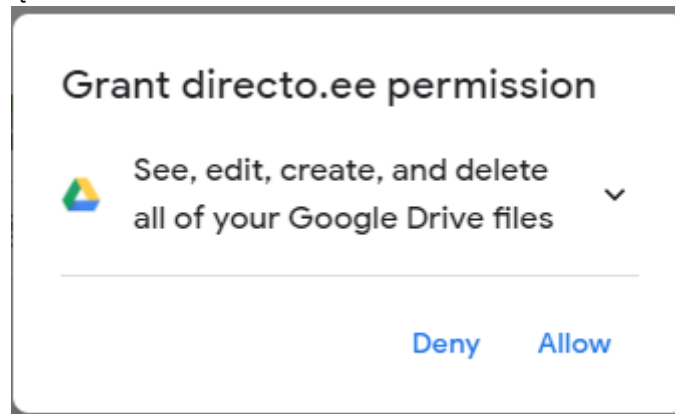 Grant directo.ee permission
See, edit, create, and delete
all of your Google Drive files
Deny Allow